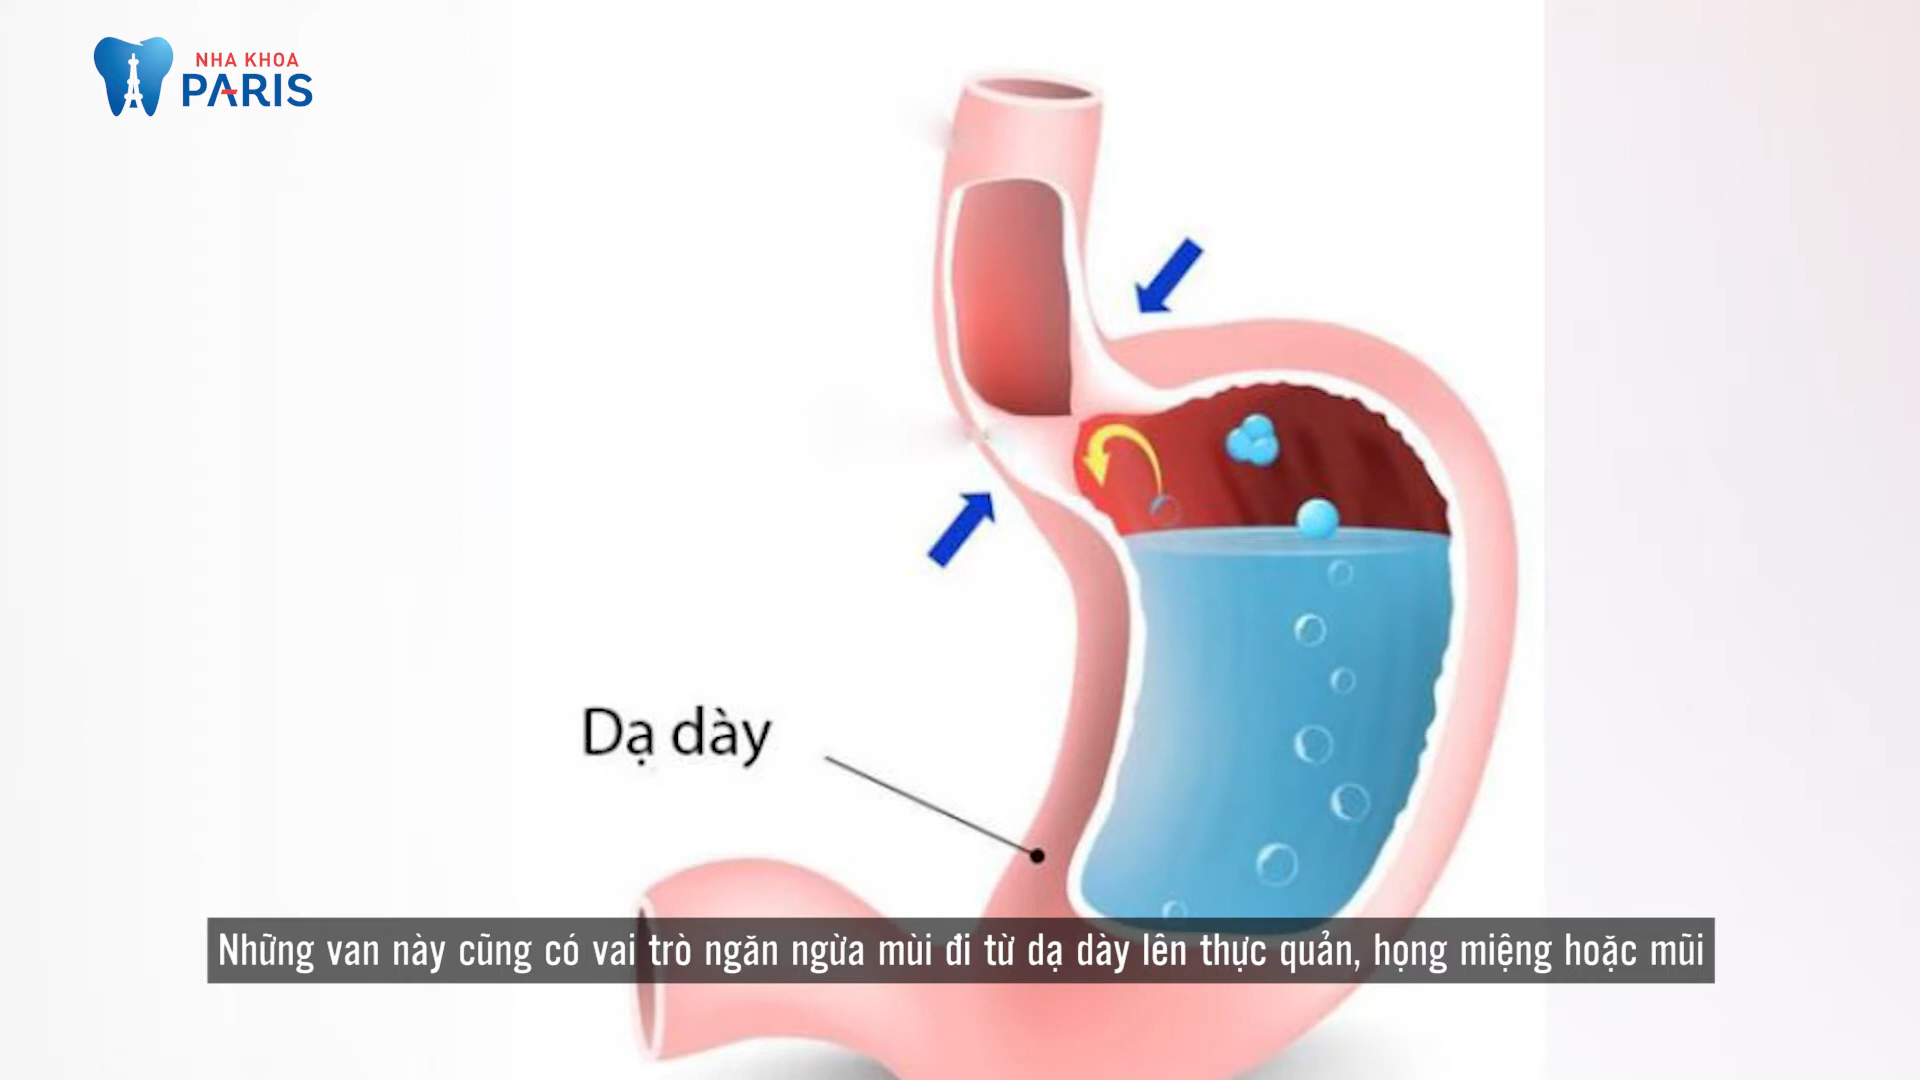 NHA KHOA
PARIS
Dạ dày
Những van này cũng có vai trò ngăn ngừa mùi đi từ dạ dày lên thực quản, họng miệng hoặc mũi